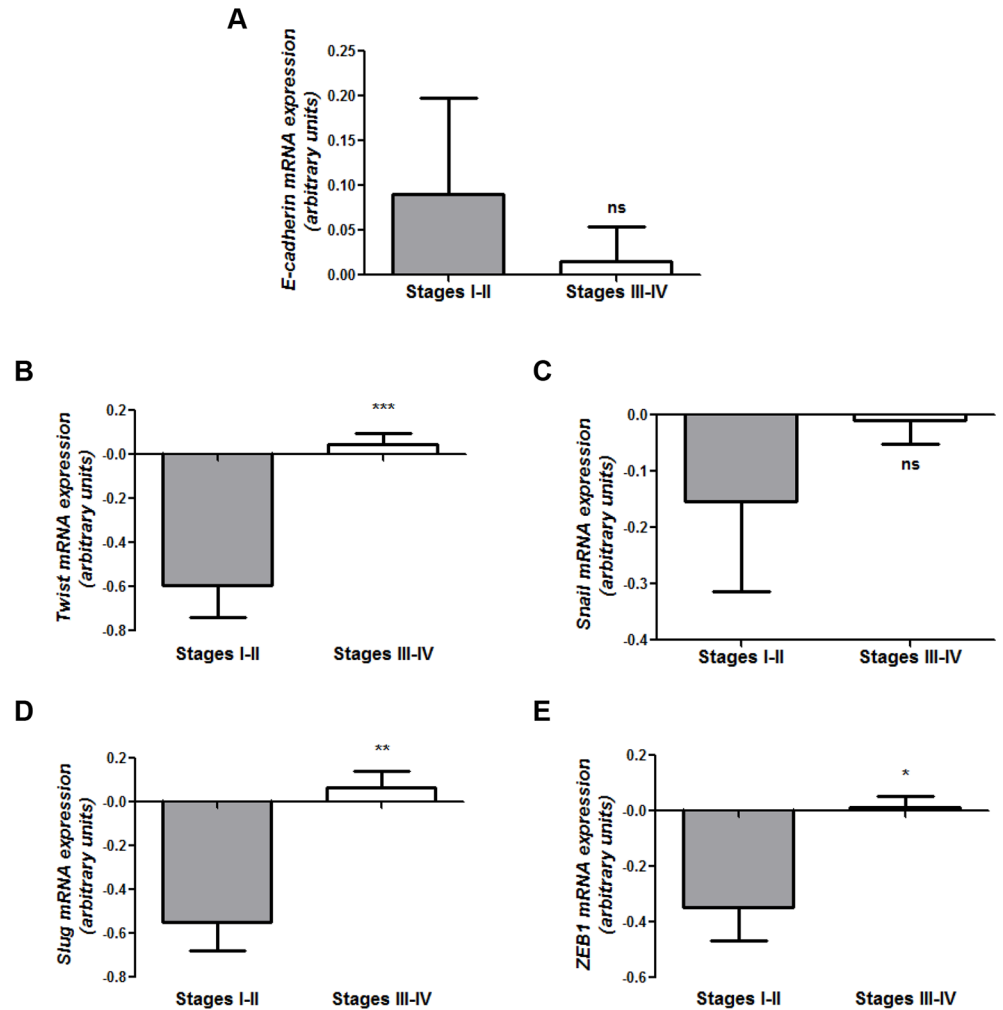 A
E-cadherin mRNA expression
(arbitrary units)
0.25
0.20
0.15
0.10
0.05
0.00
ns
Stages I-II
Stages III-IV
B
Twist mRNA expression
(arbitrary units)
0.2
-0.0
-0.2
-0.4
-0.6
-0.8
***
Stages I-II
Stages III-IV
C
Snail mRNA expression
(arbitrary units)
0.0
-0.1
-0.2
-0.3
-0.4
ns
Stages I-II
Stages III-IV
D
Slug mRNA expression
(arbitrary units)
0.2
-0.0
-0.2
-0.4
-0.6
-0.8
**
Stages I-II
Stages III-IV
E
ZEB1 mRNA expression
(arbitrary units)
0.2
-0.0
-0.2
-0.4
-0.6
*
Stages I-II
Stages III-IV